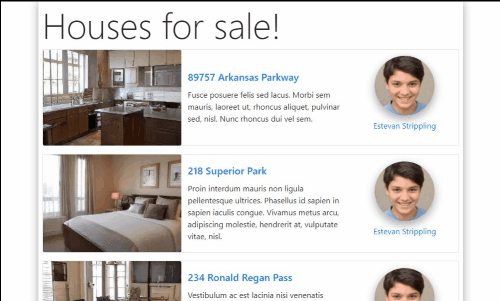 Houses for sale!
89757 Arkansas Parkway
Fusce posuere felis sed lacus. Morbi sem
mauris, laoreet ut, rhoncus aliquet, pulvinar
sed, nisl. Nunc rhoncus dui vel sem.
Estevan Strippling
218 Superior Park
Proin interdum mauris non ligula
pellentesque ultrices. Phasellus id sapien in
sapien iaculis congue. Vivamus metus arcu,
adipiscing molestie, hendrerit at, vulputate
vitae, nisl.
Estevan Strippling
234 Ronald Regan Pass
Vestibulum ac est lacinia nisi venenatis